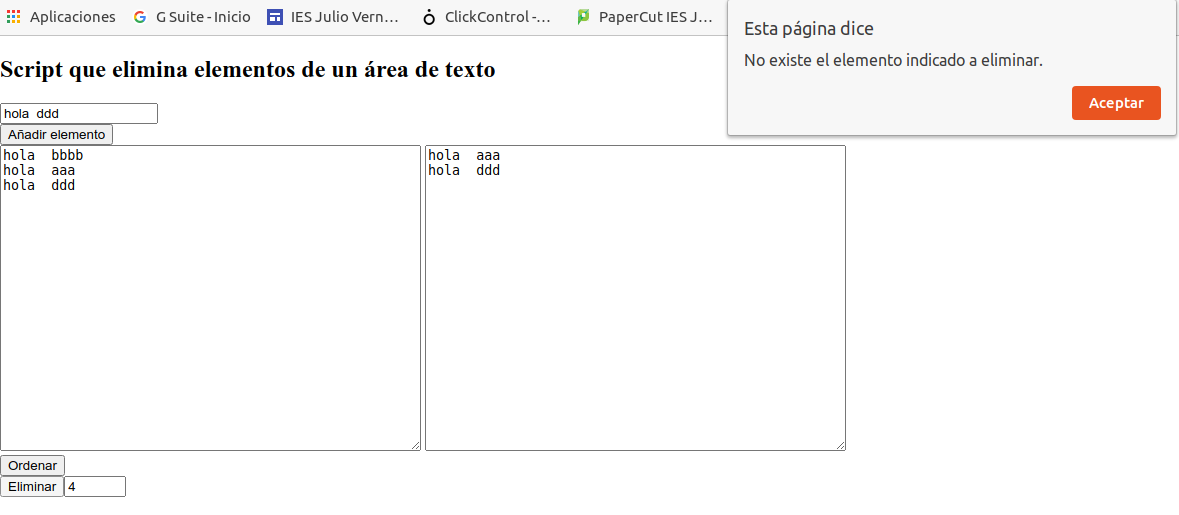 Aplicaciones G Suite - Inicio IES Julio Vern... ClickControl -... PaperCut IES J...
Esta página dice
No existe el elemento indicado a eliminar.
Aceptar
Script que elimina elementos de un área de texto
hola  ddd
Añadir elemento
hola  bbbb
hola  aaa
hola  ddd
hola  aaa
hola  ddd
Ordenar
Eliminar 4